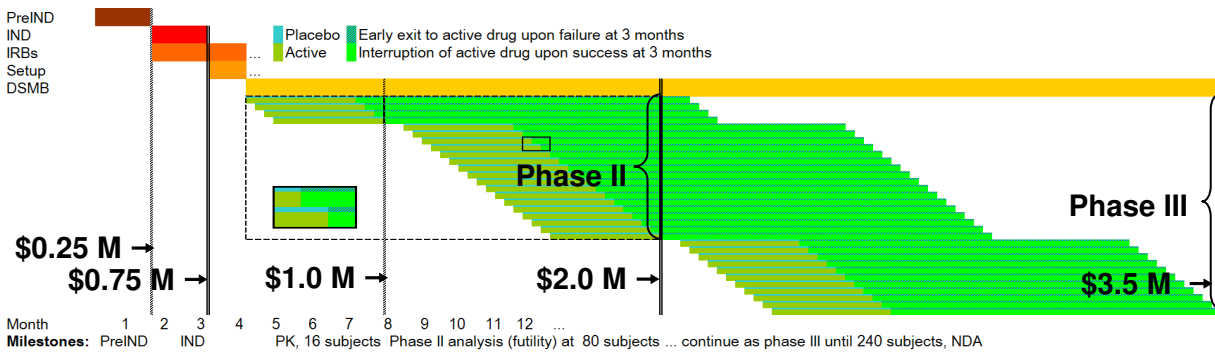 PreIND
IND
IRBs ...
Setup ...
DSMB
Placebo Early exit to active drug upon failure at 3 months
Active Interruption of active drug upon success at 3 months
Phase II
Phase III
$0.25 M
$0.75 M
$1.0 M
$2.0 M
$3.5 M
Month 1 2 3 4 5 6 7 8 9 10 11 12 ...
Milestones: PreIND IND PK, 16 subjects Phase II analysis (futility) at 80 subjects ... continue as phase III until 240 subjects, NDA